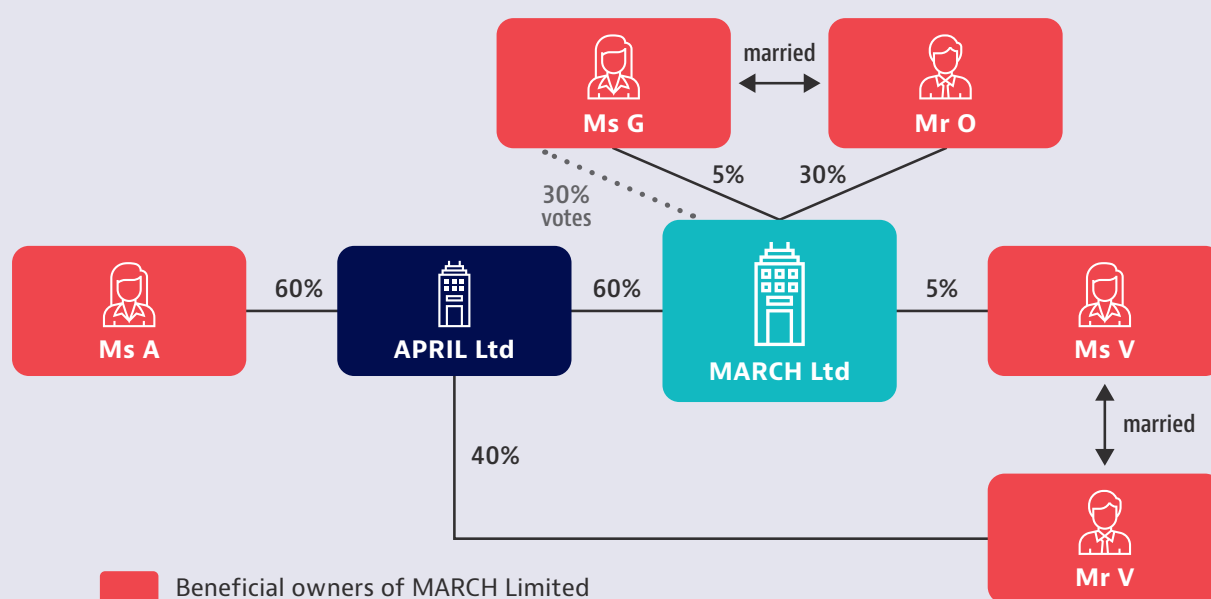 married
Ms G
Mr O
5%
30%
30%
votes
60%
60%
5%
Ms A
APRIL Ltd
MARCH Ltd
Ms V
married
40%
Mr V
Beneficial owners of MARCH Limited